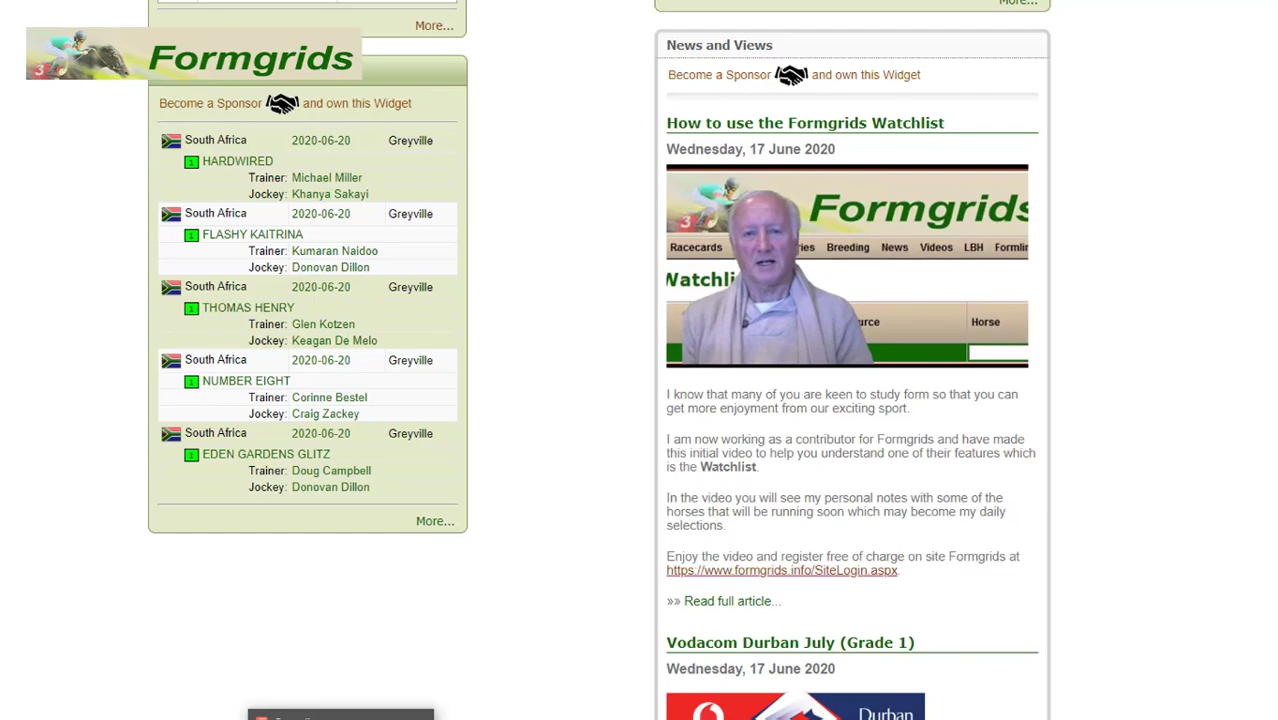 More...
More...
3 Formgrids
Become a Sponsor and own this Widget
South Africa 2020-06-20 Greyville
1 HARDWIRED
Trainer: Michael Miller
Jockey: Khanya Sakayi
South Africa 2020-06-20 Greyville
1 FLASHY KAITRINA
Trainer: Kumaran Naidoo
Jockey: Donovan Dillon
South Africa 2020-06-20 Greyville
1 THOMAS HENRY
Trainer: Glen Kotzen
Jockey: Keagan De Melo
South Africa 2020-06-20 Greyville
1 NUMBER EIGHT
Trainer: Corinne Bestel
Jockey: Craig Zackey
South Africa 2020-06-20 Greyville
1 EDEN GARDENS GLITZ
Trainer: Doug Campbell
Jockey: Donovan Dillon
More...
News and Views
Become a Sponsor and own this Widget
How to use the Formgrids Watchlist
Wednesday, 17 June 2020
3 Formgrids
Racecards ries Breeding News Videos LBH Formlin
Watchli
urce Horse
I know that many of you are keen to study form so that you can
get more enjoyment from our exciting sport.
I am now working as a contributor for Formgrids and have made
this initial video to help you understand one of their features which
is the Watchlist.
In the video you will see my personal notes with some of the
horses that will be running soon which may become my daily
selections.
Enjoy the video and register free of charge on site Formgrids at
https://www.formgrids.info/SiteLogin.aspx.
»» Read full article...
Vodacom Durban July (Grade 1)
Wednesday, 17 June 2020
Durban